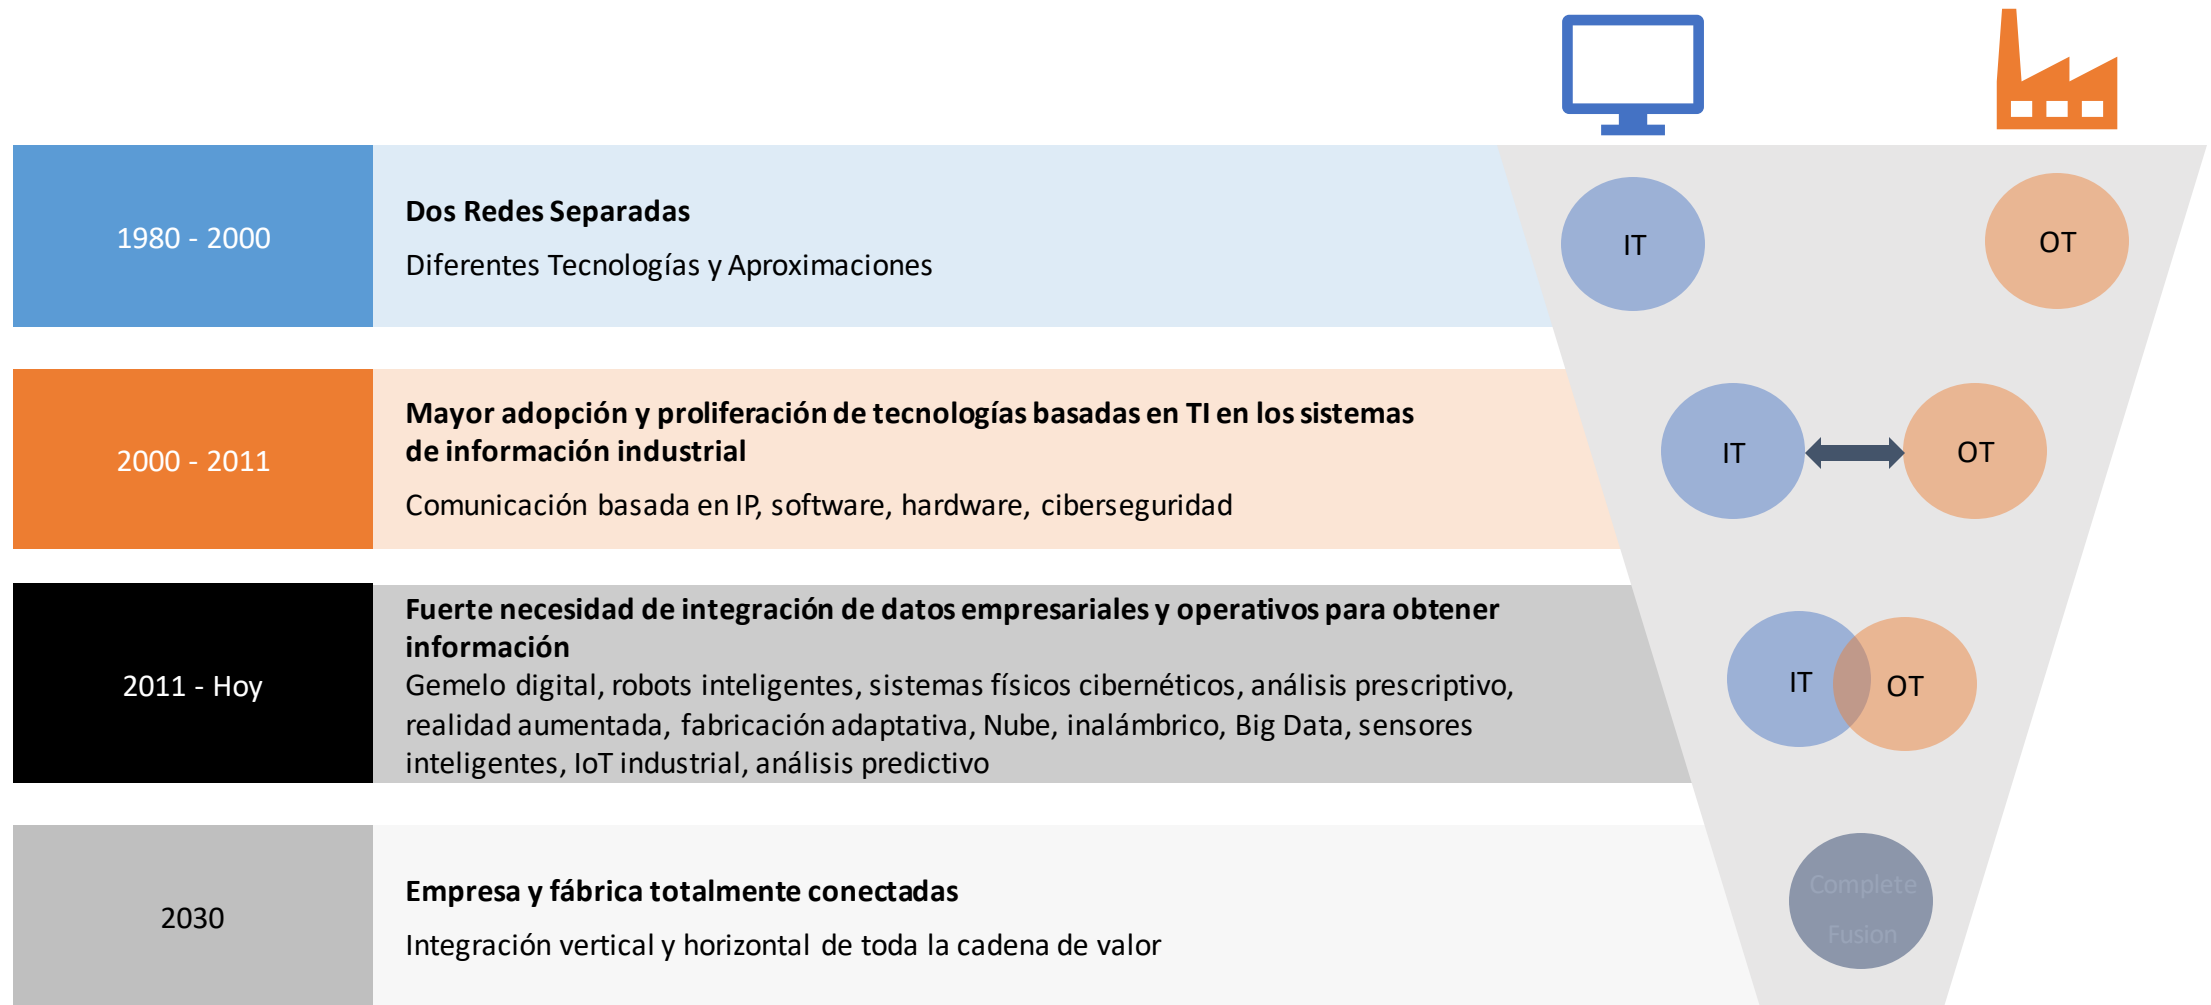 1980 - 2000
Dos Redes Separadas
Diferentes Tecnologías y Aproximaciones
IT
OT
2000 - 2011
Mayor adopción y proliferación de tecnologías basadas en TI en los sistemas
de información industrial
Comunicación basada en IP, software, hardware, ciberseguridad
IT
OT
2011 - Hoy
Fuerte necesidad de integración de datos empresariales y operativos para obtener
información
Gemelo digital, robots inteligentes, sistemas físicos cibernéticos, análisis prescriptivo,
realidad aumentada, fabricación adaptativa, Nube, inalámbrico, Big Data, sensores
inteligentes, IoT industrial, análisis predictivo
IT
OT
2030
Empresa y fábrica totalmente conectadas
Integración vertical y horizontal de toda la cadena de valor
Complete
Fusion